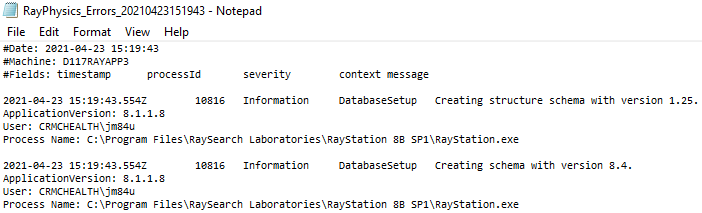 RayPhysics_Errors_20210423151943 - Notepad
File Edit Format View Help
#Date: 2021-04-23 15:19:43
#Machine: D117RAYAPP3
#Fields: timestamp processId severity context message
2021-04-23 15:19:43.554Z 10816 Information DatabaseSetup Creating structure schema with version 1.25.
ApplicationVersion: 8.1.1.8
User: CRMCHEALTH\jm84u
Process Name: C:\Program Files\RaySearch Laboratories\RayStation 8B SP1\RayStation.exe
2021-04-23 15:19:43.554Z 10816 Information DatabaseSetup Creating schema with version 8.4.
ApplicationVersion: 8.1.1.8
User: CRMCHEALTH\jm84u
Process Name: C:\Program Files\RaySearch Laboratories\RayStation 8B SP1\RayStation.exe